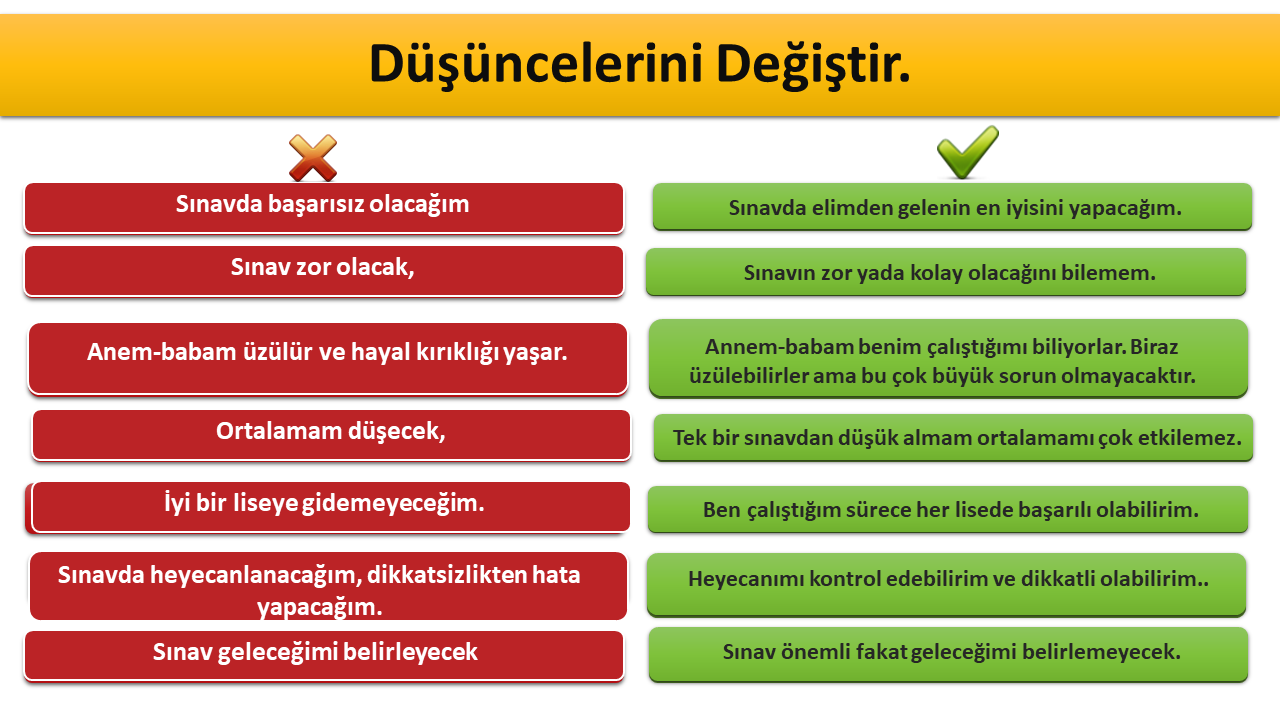 Düşüncelerini Değiştir.
Sınavda başarısız olacağım
Sınavda elimden gelenin en iyisini yapacağım.
Sınav zor olacak,
Sınavın zor yada kolay olacağını bilemem.
Anem-babam üzülür ve hayal kırıklığı yaşar.
Annem-babam benim çalıştığımı biliyorlar. Biraz
üzülebilirler ama bu çok büyük sorun olmayacaktır.
Ortalamam düşecek,
Tek bir sınavdan düşük almam ortalamamı çok etkilemez.
İyi bir liseye gidemeyeceğim.
Ben çalıştığım sürece her lisede başarılı olabilirim.
Sınavda heyecanlanacağım, dikkatsizlikten hata
yapacağım.
Heyecanımı kontrol edebilirim ve dikkatli olabilirim..
Sınav geleceğimi belirleyecek
Sınav önemli fakat geleceğimi belirlemeyecek.